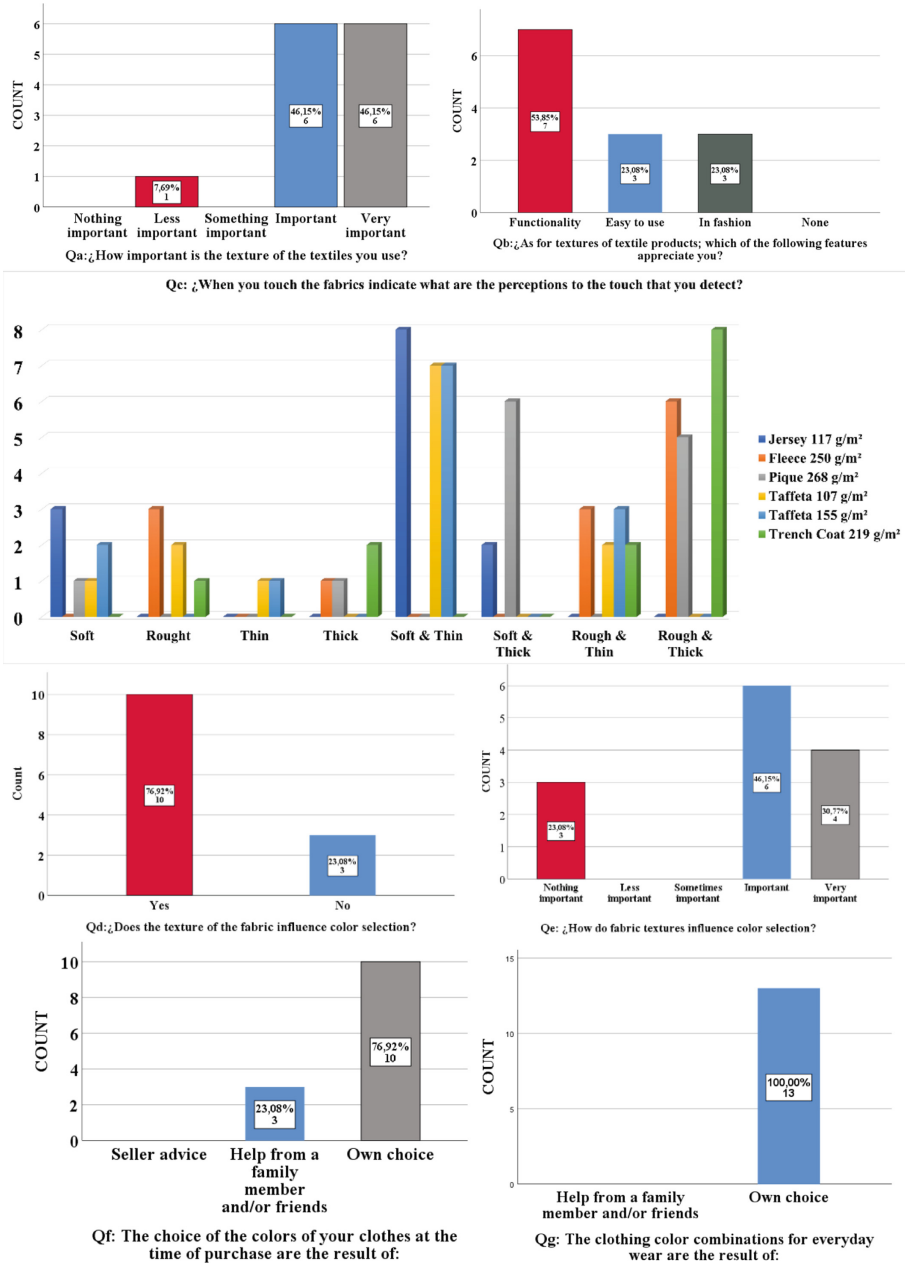 COUNT
6
5
4
3
2
1
0
7,69%
1
46,15%
6
46,15%
6
Nothing important
Less important
Something important
Important
Very important
Qa:¿How important is the texture of the textiles you use?
COUNT
6
4
2
0
53,85%
7
23,08%
3
23,08%
3
Functionality
Easy to use
In fashion
None
Qb:¿As for textures of textile products; which of the following features
appreciate you?
Qc: ¿When you touch the fabrics indicate what are the perceptions to the touch that you detect?
8
7
6
5
4
3
2
1
0
Soft
Rought
Thin
Thick
Soft & Thin
Soft &
Thick
Rough &
Thin
Rough &
Thick
Jersey 117 g/m²
Fleece 250 g/m²
Pique 268 g/m²
Taffeta 107 g/m²
Taffeta 155 g/m²
Trench Coat 219 g/m²
Count
10
8
6
4
2
0
76,92%
10
23,08%
3
Yes
No
Qd:¿Does the texture of the fabric influence color selection?
COUNT
6
5
4
3
2
1
0
23,08%
3
46,15%
6
30,77%
4
Nothing
important
Less
important
Sometimes
important
Important
Very
important
Qe: ¿How do fabric textures influence color selection?
COUNT
10
8
6
4
2
0
23,08%
3
76,92%
10
Seller advice
Help from a
family
member
and/or friends
Own choice
Qf: The choice of the colors of your clothes at the
time of purchase are the result of:
COUNT
15
10
5
0
100,00%
13
Help from a family
member and/or friends
Own choice
Qg: The clothing color combinations for everyday
wear are the result of: